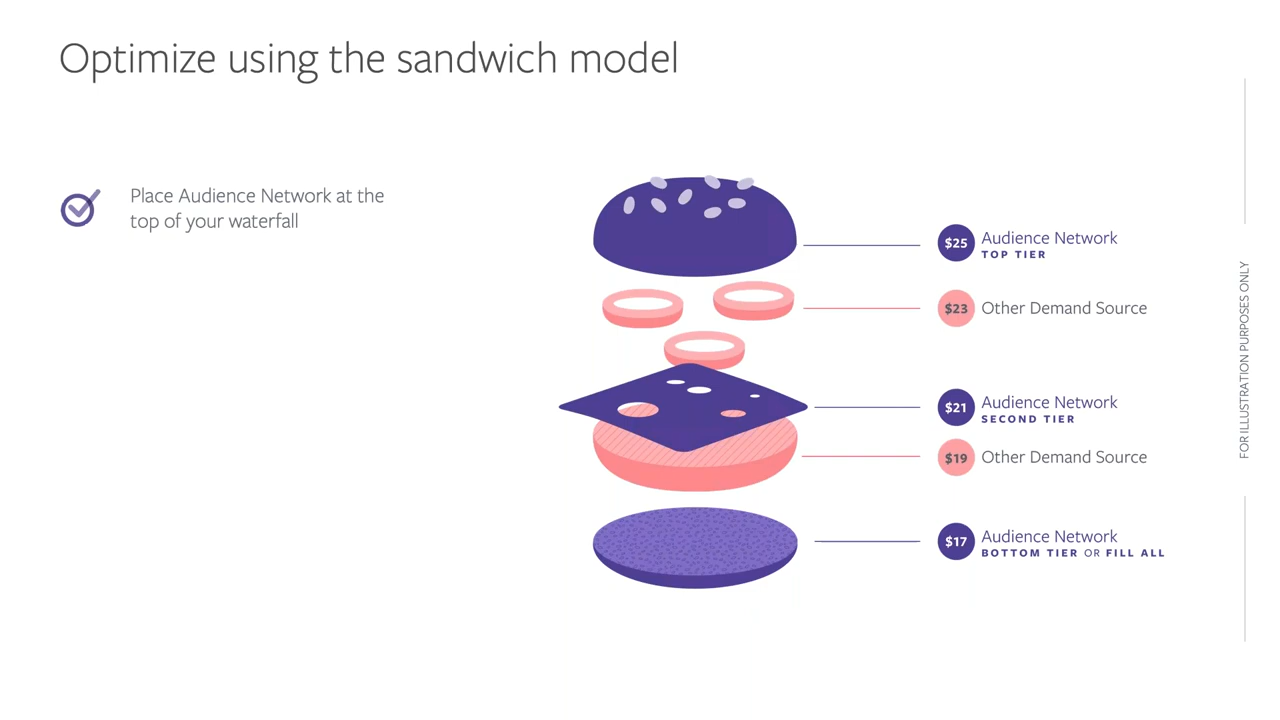 Optimize using the sandwich model
Place Audience Network at the
top of your waterfall
$25 Audience Network
TOP TIER
$23 Other Demand Source
$21 Audience Network
SECOND TIER
$19 Other Demand Source
$17 Audience Network
BOTTOM TIER OR FILL ALL
FOR ILLUSTRATION PURPOSES ONLY